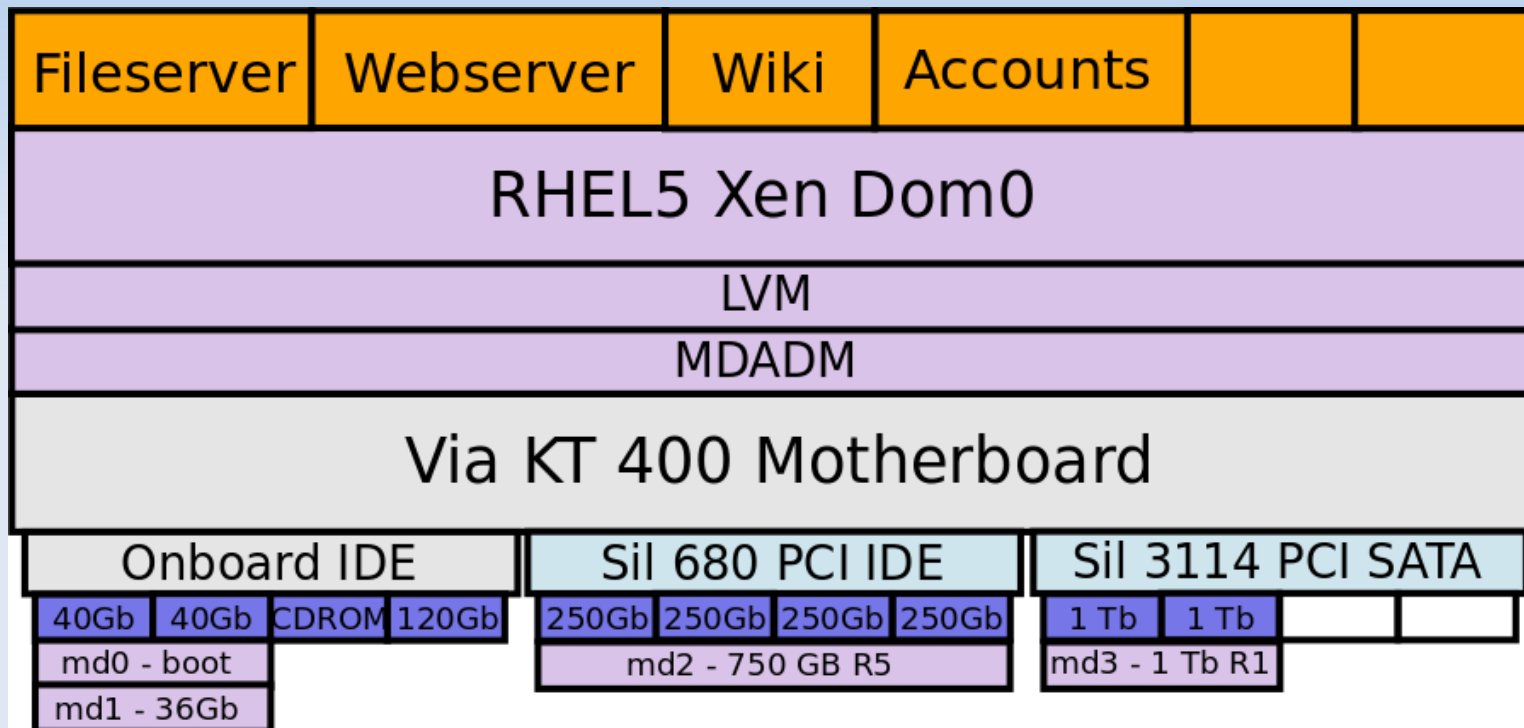 Fileserver Webserver Wiki Accounts
RHEL5 Xen Dom0
LVM
MDADM
Via KT 400 Motherboard
Onboard IDE Sil 680 PCI IDE Sil 3114 PCI SATA
40Gb 40Gb CDROM 120Gb 250Gb 250Gb 250Gb 250Gb 1 Tb 1 Tb
md0 - boot md2 - 750 GB R5 md3 - 1 Tb R1
md1 - 36Gb